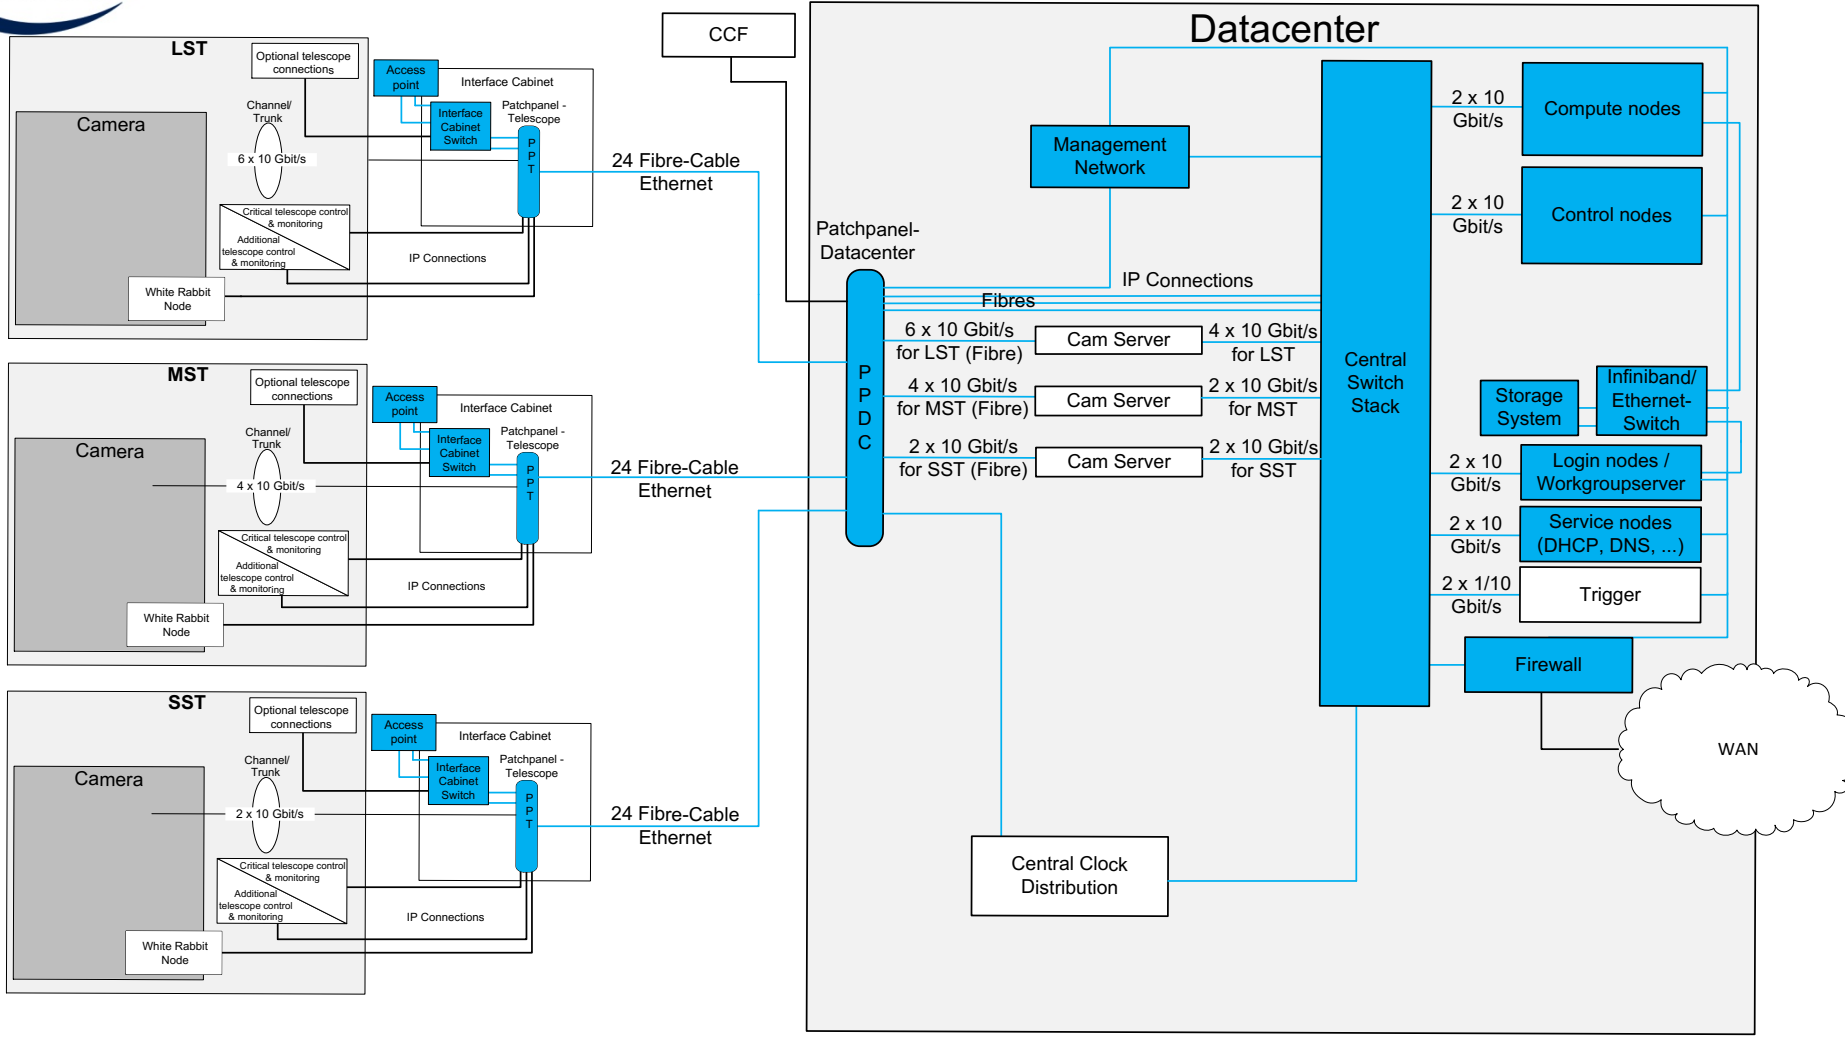 LST
Optional telescope
connections
Access
point
Interface Cabinet
Channel/
Trunk
Interface
Cabinet
Switch
Patchpanel -
Telescope
Camera
6 x 10 Gbit/s
P
P
T
Critical telescope control
& monitoring
Additional
telescope control
& monitoring
IP Connections
White Rabbit
Node
24 Fibre-Cable
Ethernet
MST
Optional telescope
connections
Access
point
Interface Cabinet
Channel/
Trunk
Interface
Cabinet
Switch
Patchpanel -
Telescope
Camera
4 x 10 Gbit/s
P
P
T
Critical telescope control
& monitoring
Additional
telescope control
& monitoring
IP Connections
White Rabbit
Node
24 Fibre-Cable
Ethernet
SST
Optional telescope
connections
Access
point
Interface Cabinet
Channel/
Trunk
Interface
Cabinet
Switch
Patchpanel -
Telescope
Camera
2 x 10 Gbit/s
P
P
T
Critical telescope control
& monitoring
Additional
telescope control
& monitoring
IP Connections
White Rabbit
Node
24 Fibre-Cable
Ethernet
CCF
Datacenter
Management
Network
Patchpanel-
Datacenter
P
P
D
C
IP Connections
Fibres
6 x 10 Gbit/s
for LST (Fibre)
Cam Server
4 x 10 Gbit/s
for LST
4 x 10 Gbit/s
for MST (Fibre)
Cam Server
2 x 10 Gbit/s
for MST
2 x 10 Gbit/s
for SST (Fibre)
Cam Server
2 x 10 Gbit/s
for SST
Central
Switch
Stack
2 x 10
Gbit/s
Compute nodes
2 x 10
Gbit/s
Control nodes
Storage
System
Infiniband/
Ethernet-
Switch
2 x 10
Gbit/s
Login nodes /
Workgroupserver
2 x 10
Gbit/s
Service nodes
(DHCP, DNS, ...)
2 x 1/10
Gbit/s
Trigger
Firewall
WAN
Central Clock
Distribution